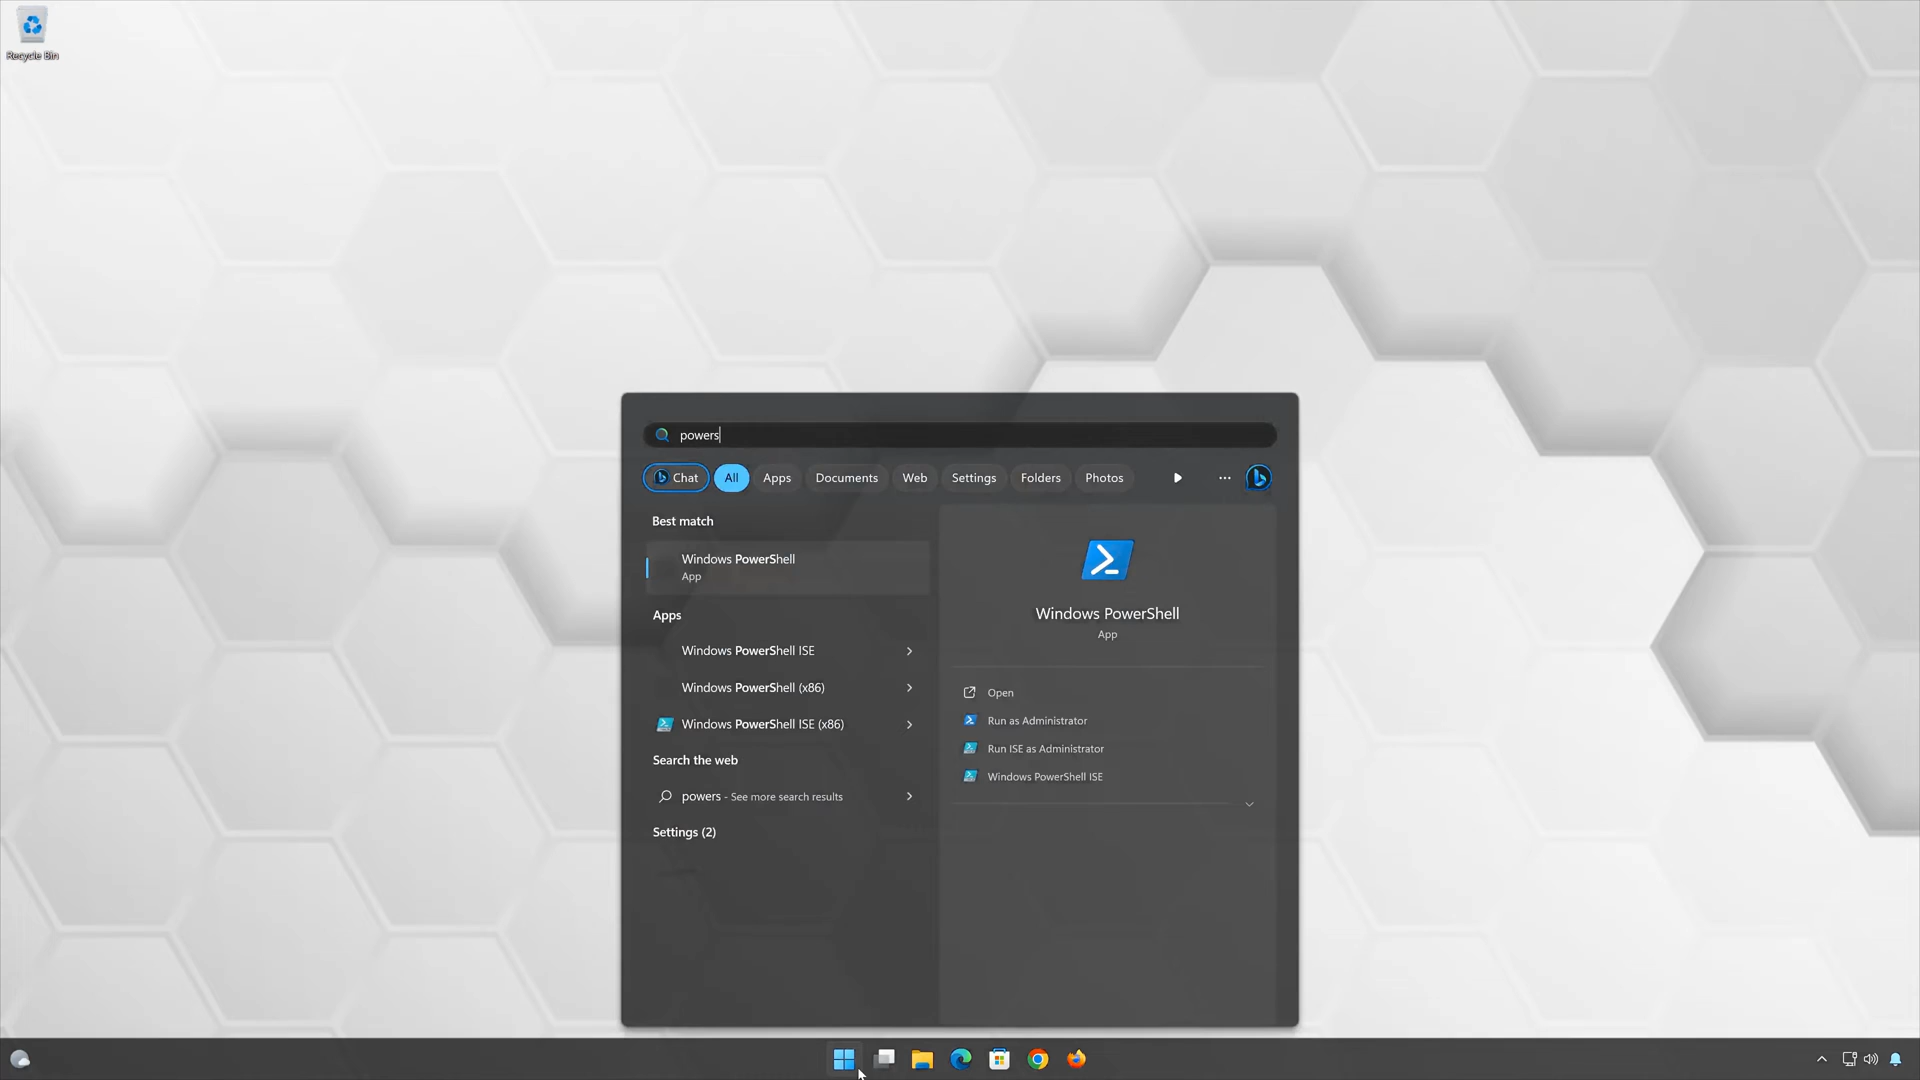 Recycle Bin
powers
Chat All Apps Documents Web Settings Folders Photos
Best match
Windows PowerShell
App
Apps
Windows PowerShell ISE
Windows PowerShell (x86)
Windows PowerShell ISE (x86)
Search the web
powers - See more search results
Settings (2)
Windows PowerShell
App
Open
Run as Administrator
Run ISE as Administrator
Windows PowerShell ISE